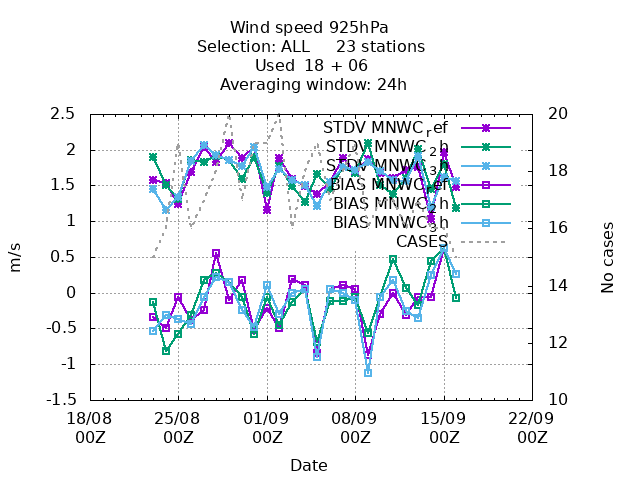 Wind speed 925hPa
Selection: ALL 23 stations
Used 18 + 06
Averaging window: 24h
2.5
2
1.5
1
0.5
0
-0.5
-1
-1.5
m/s
20
18
16
14
12
10
No cases
STDV MNWC_ref
STDV MNWC_2h
STDV MNWC_3h
BIAS MNWC_ref
BIAS MNWC_2h
BIAS MNWC_3h
CASES
18/08 25/08 01/09 08/09 15/09 22/09
00Z 00Z 00Z 00Z 00Z 00Z
Date